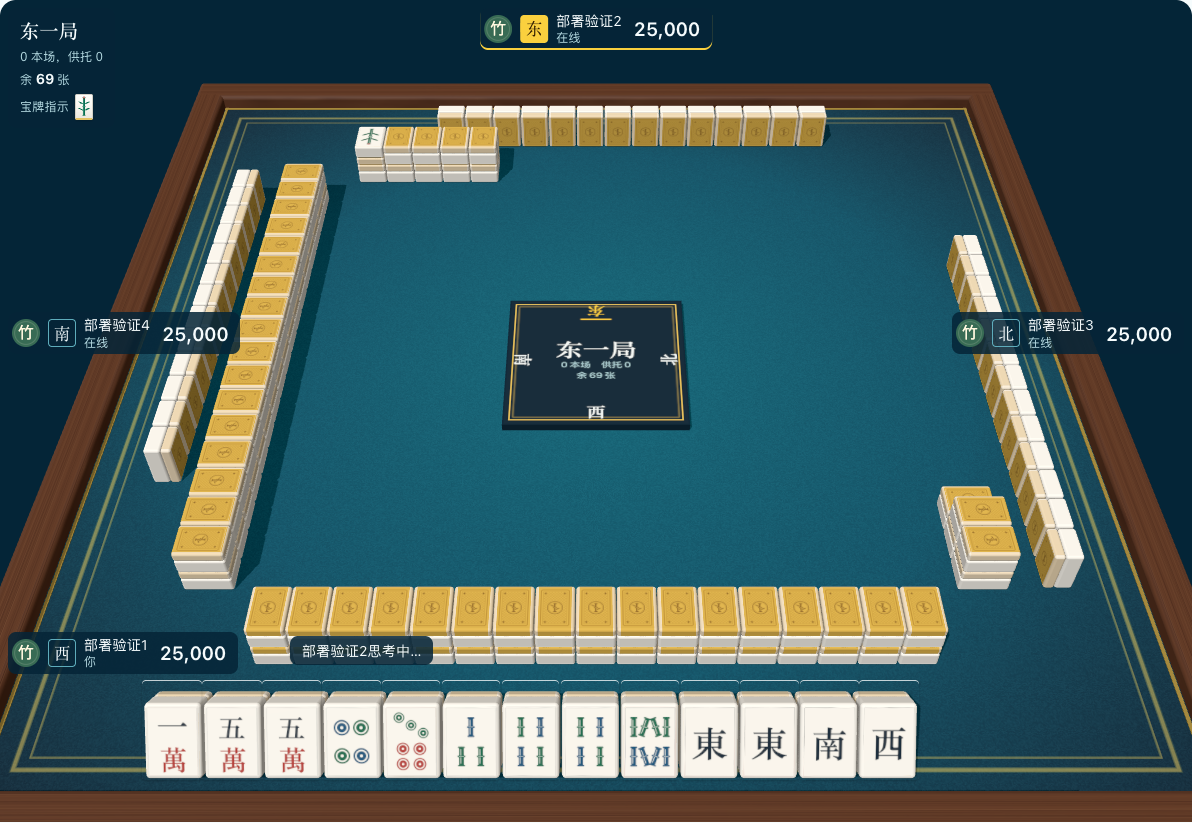 东一局
0 本场，供托 0
余 69 张
宝牌指示
竹 东 部署验证2 在线 25,000
竹 南 部署验证4 在线 25,000
东
南
北
东一局
0 本场 供托 0
余 69 张
西
竹 北 部署验证3 在线 25,000
竹 西 部署验证1 你 25,000
部署验证2思考中...
一萬 五萬 五萬 東 東 南 西